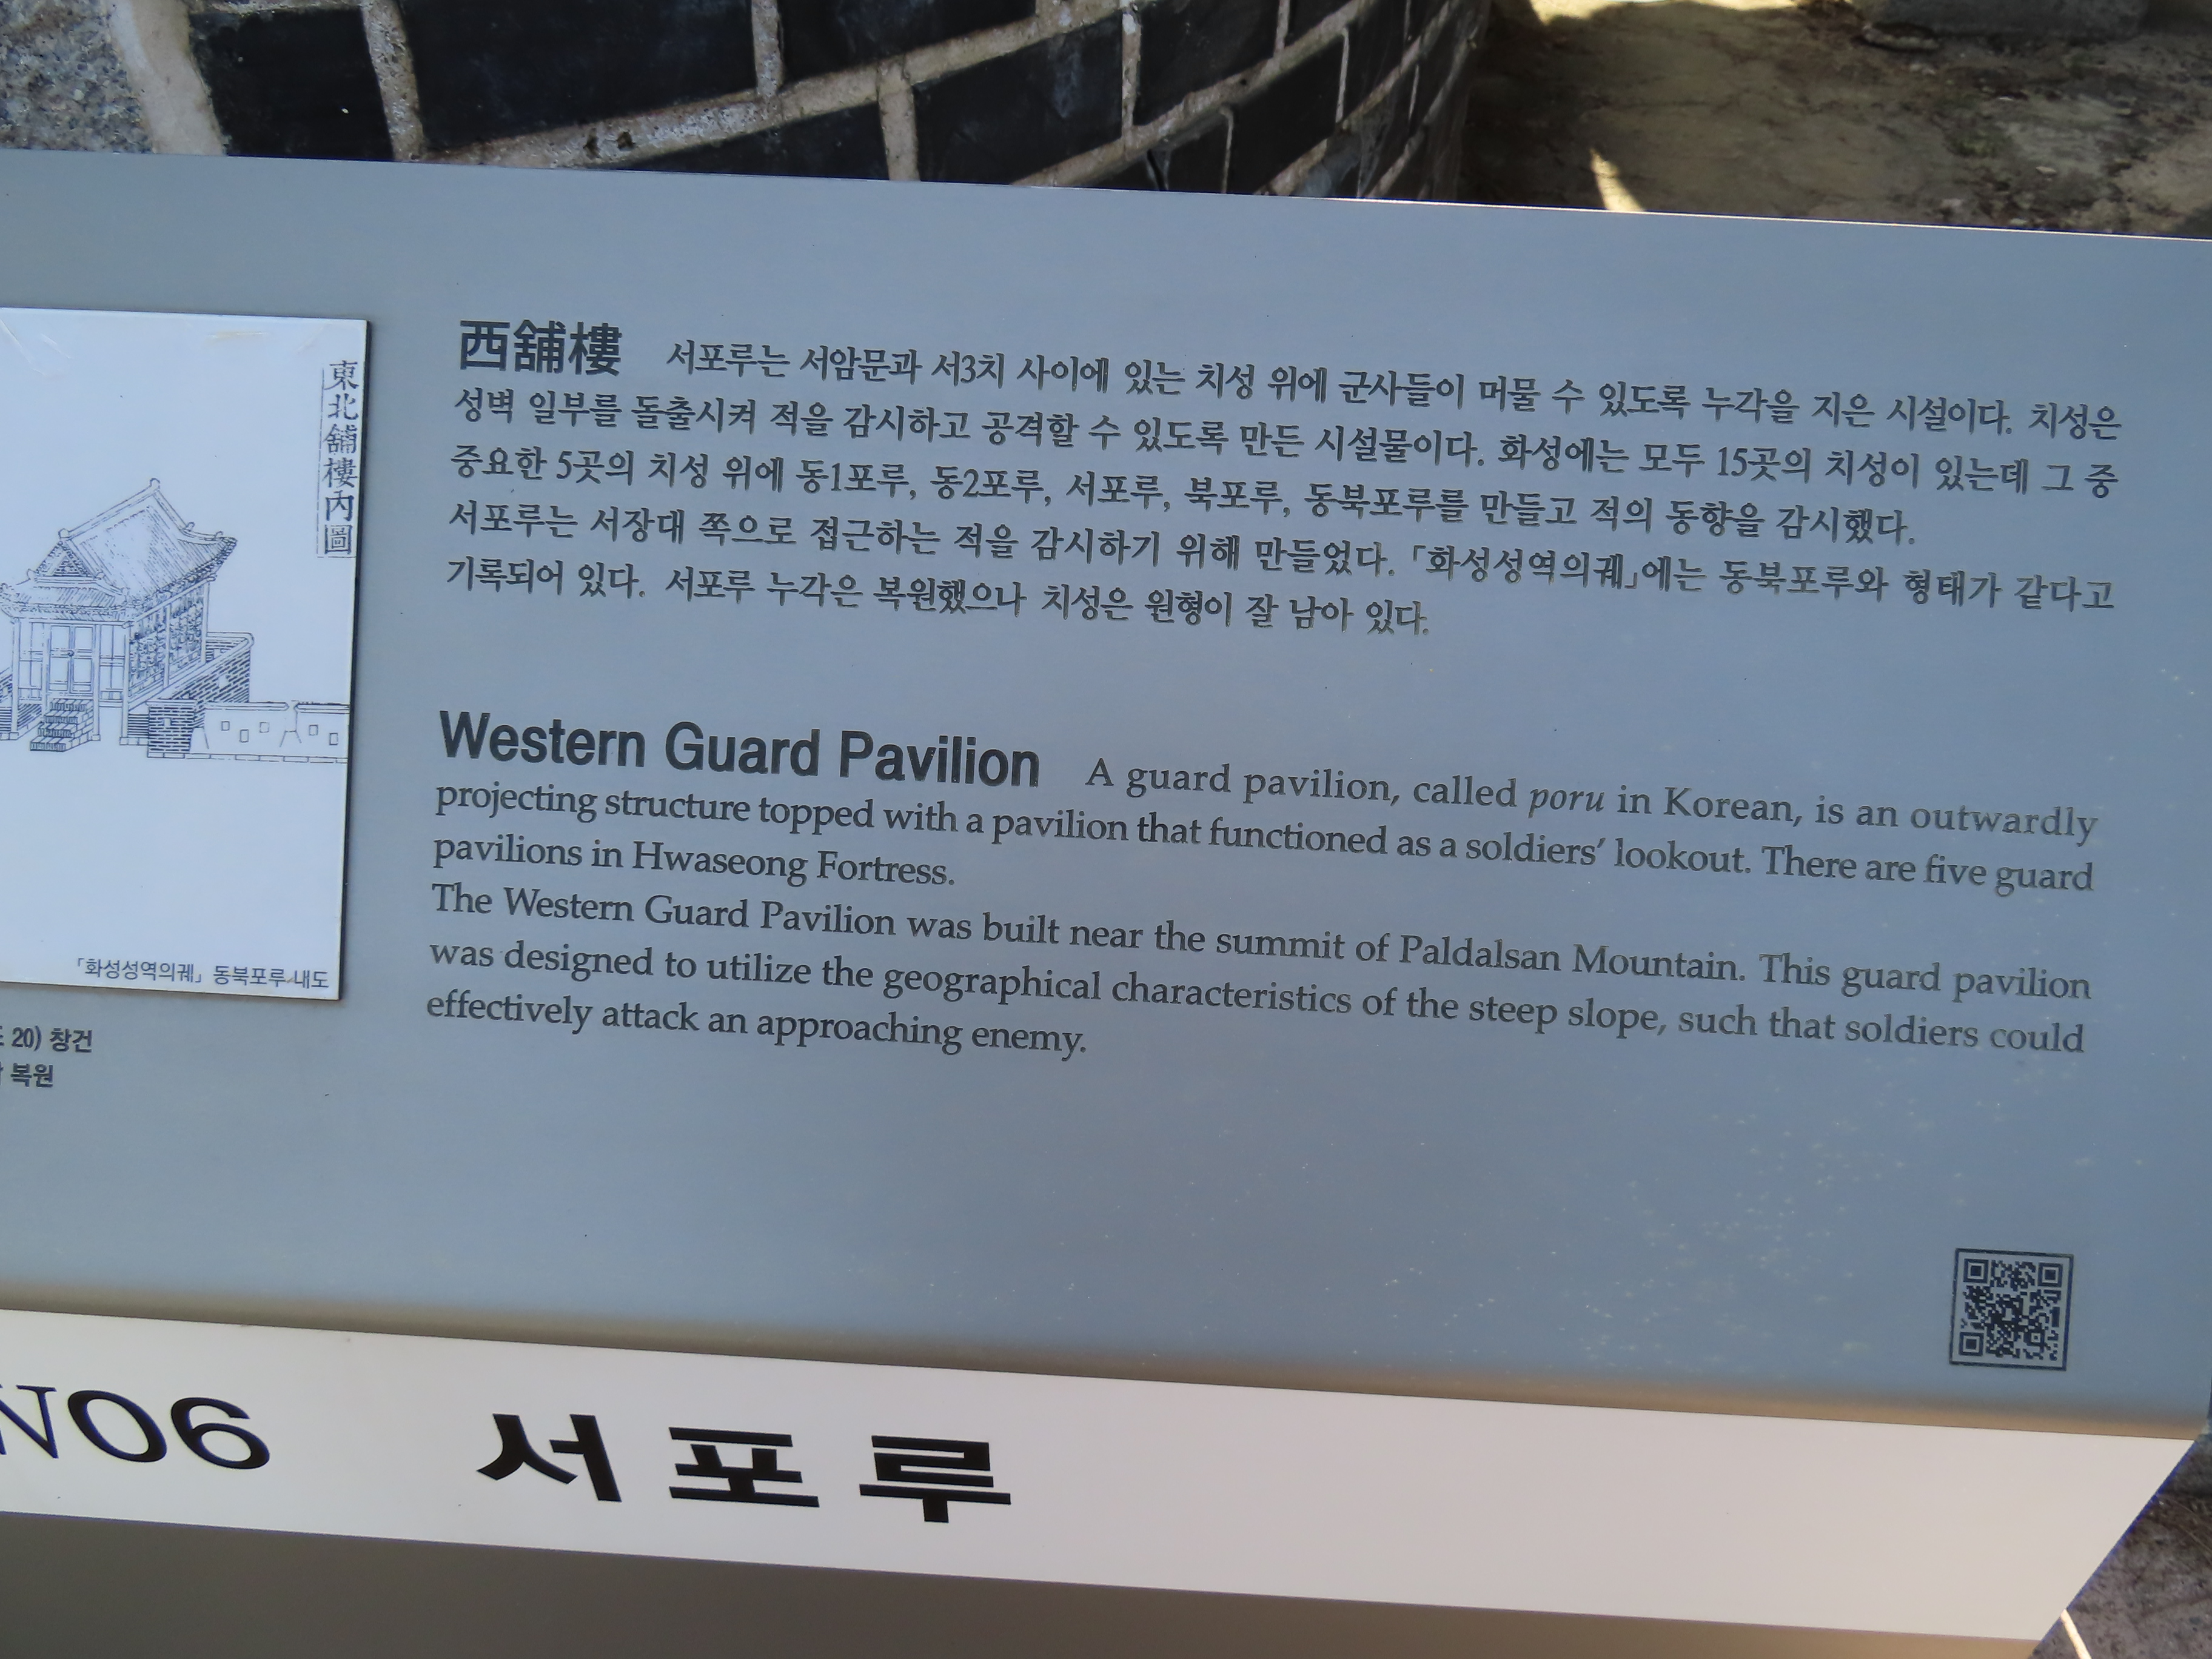 東北舖樓內圖
「화성성역의궤」 동북포루 내도
20) 창건
복원
西舖樓 서포루는 서암문과 서3치 사이에 있는 치성 위에 군사들이 머물 수 있도록 누각을 지은 시설이다. 치성은
성벽 일부를 돌출시켜 적을 감시하고 공격할 수 있도록 만든 시설물이다. 화성에는 모두 15곳의 치성이 있는데 그 중
중요한 5곳의 치성 위에 동1포루, 동2포루, 서포루, 북포루, 동북포루를 만들고 적의 동향을 감시했다.
서포루는 서장대 쪽으로 접근하는 적을 감시하기 위해 만들었다. 「화성성역의궤」에는 동북포루와 형태가 같다고
기록되어 있다. 서포루 누각은 복원했으나 치성은 원형이 잘 남아 있다.
Western Guard Pavilion A guard pavilion, called poru in Korean, is an outwardly
projecting structure topped with a pavilion that functioned as a soldiers' lookout. There are five guard
pavilions in Hwaseong Fortress.
The Western Guard Pavilion was built near the summit of Paldalsan Mountain. This guard pavilion
was designed to utilize the geographical characteristics of the steep slope, such that soldiers could
effectively attack an approaching enemy.
06 서포루